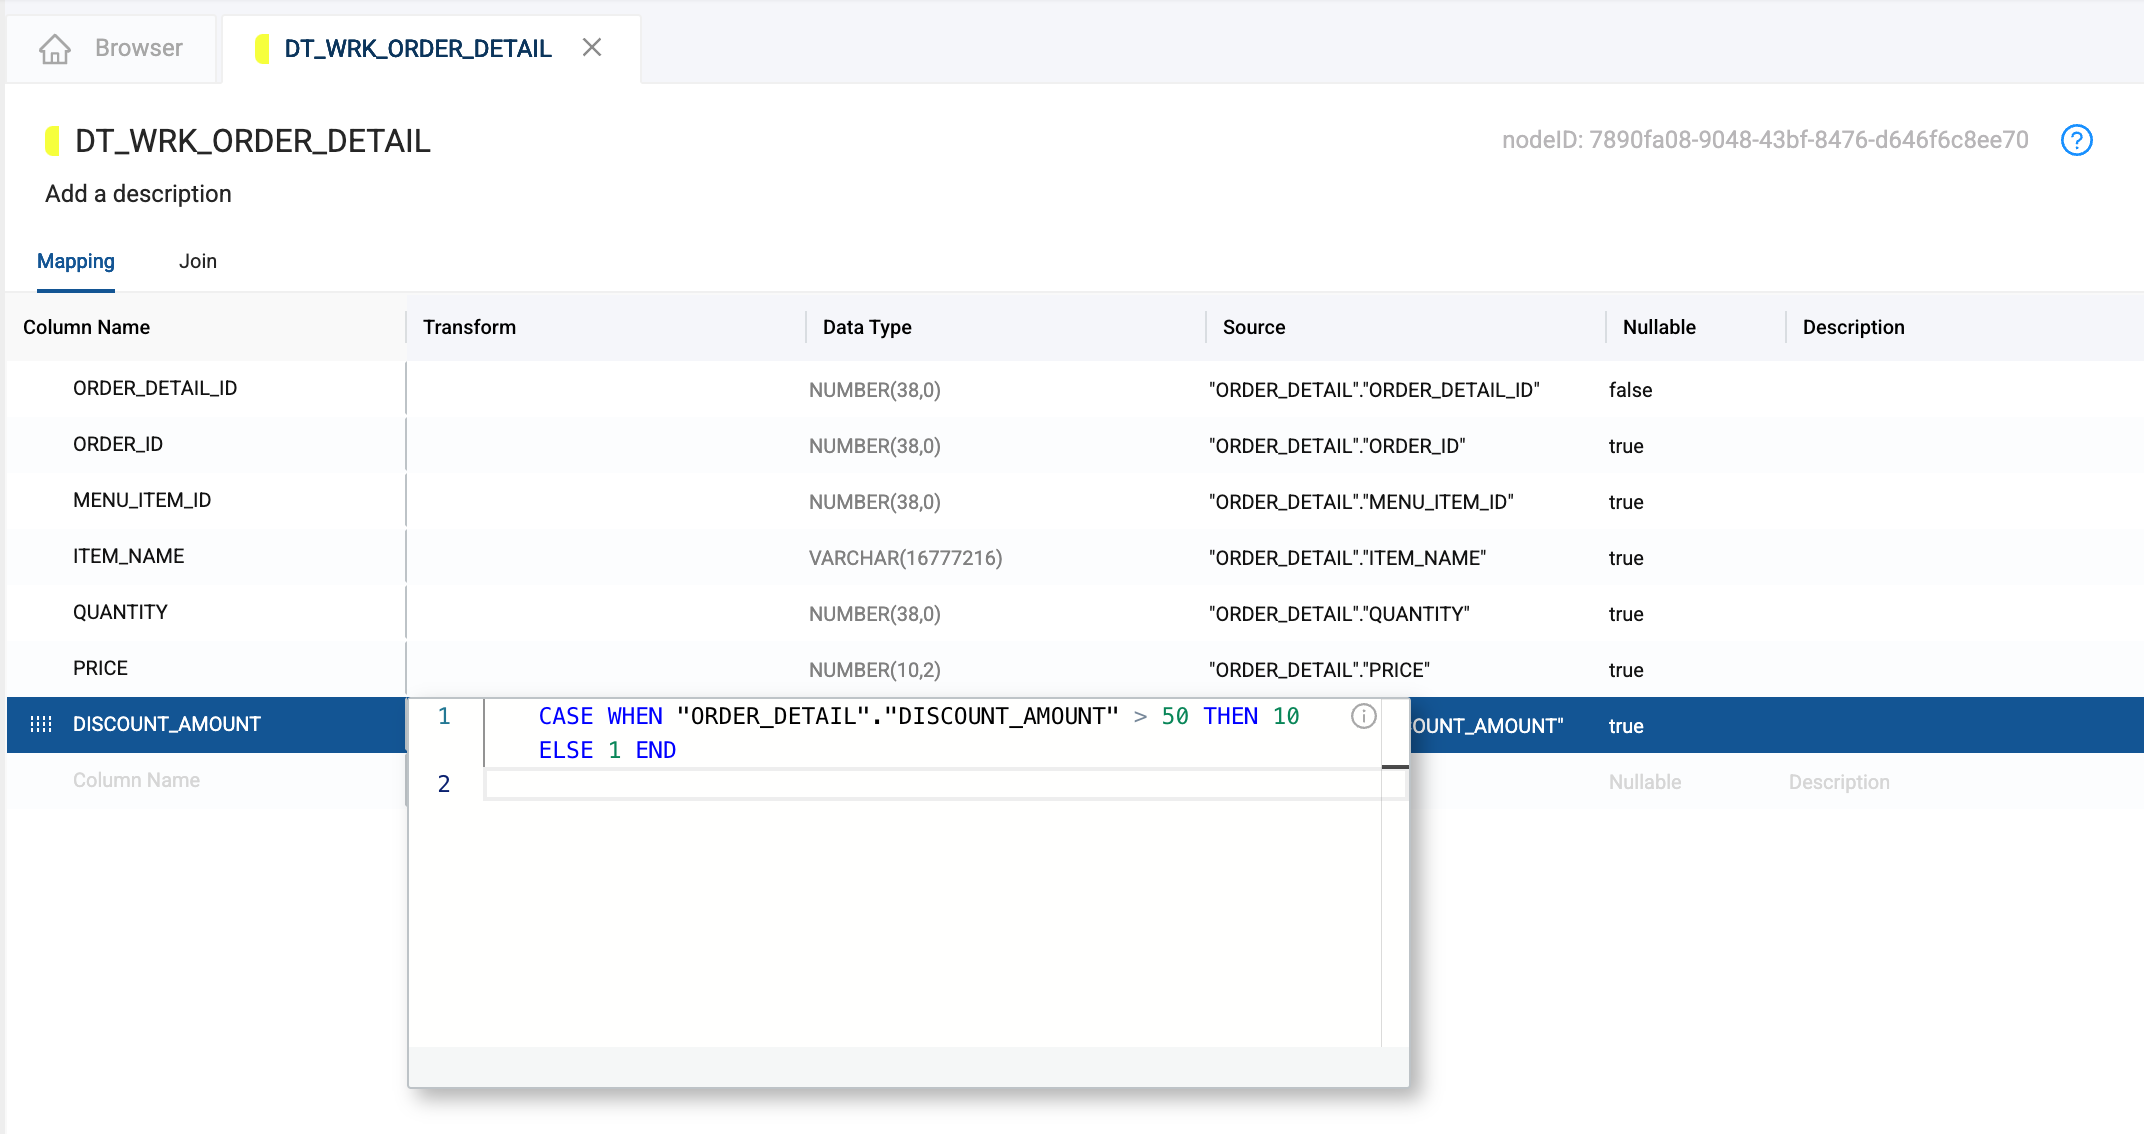 Browser
DT_WRK_ORDER_DETAIL
DT_WRK_ORDER_DETAIL
nodeID: 7890fa08-9048-43bf-8476-d646f6c8ee70
Add a description
Mapping Join
Column Name Transform Data Type Source Nullable Description
ORDER_DETAIL_ID NUMBER(38,0) "ORDER_DETAIL"."ORDER_DETAIL_ID" false
ORDER_ID NUMBER(38,0) "ORDER_DETAIL"."ORDER_ID" true
MENU_ITEM_ID NUMBER(38,0) "ORDER_DETAIL"."MENU_ITEM_ID" true
ITEM_NAME VARCHAR(16777216) "ORDER_DETAIL"."ITEM_NAME" true
QUANTITY NUMBER(38,0) "ORDER_DETAIL"."QUANTITY" true
PRICE NUMBER(10,2) "ORDER_DETAIL"."PRICE" true
DISCOUNT_AMOUNT OUNT_AMOUNT" true
1 CASE WHEN "ORDER_DETAIL"."DISCOUNT_AMOUNT" > 50 THEN 10
ELSE 1 END
2
Column Name Nullable Description